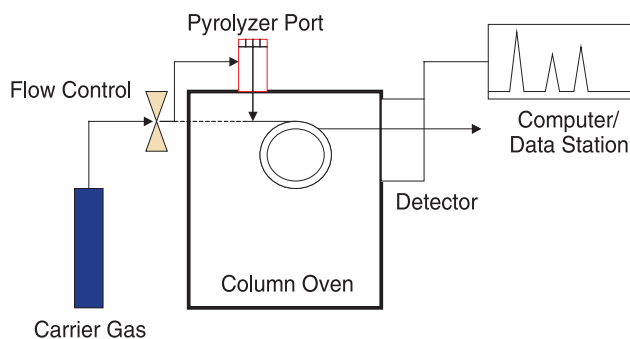 Pyrolyzer Port
Flow Control
Computer/
Data Station
Detector
Column Oven
Carrier Gas